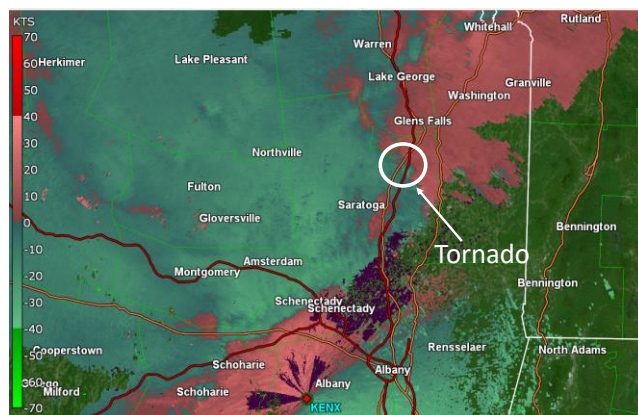 KTS
70
60
50
40
30
20
10
0
-10
-20
-30
-40
-50
-60
-70
Herkimer
Lake Pleasant
Warren
Whitehall
Rutland
Lake George
Granville
Washington
Glens Falls
Northville
Fulton
Saratoga
Gloversville
Bennington
Tornado
Amsterdam
Montgomery
Bennington
Schenectady
Schenectady
Cooperstown
Rensselaer
North Adams
Schoharie
Albany
Milford
Schoharie
Albany
KENX